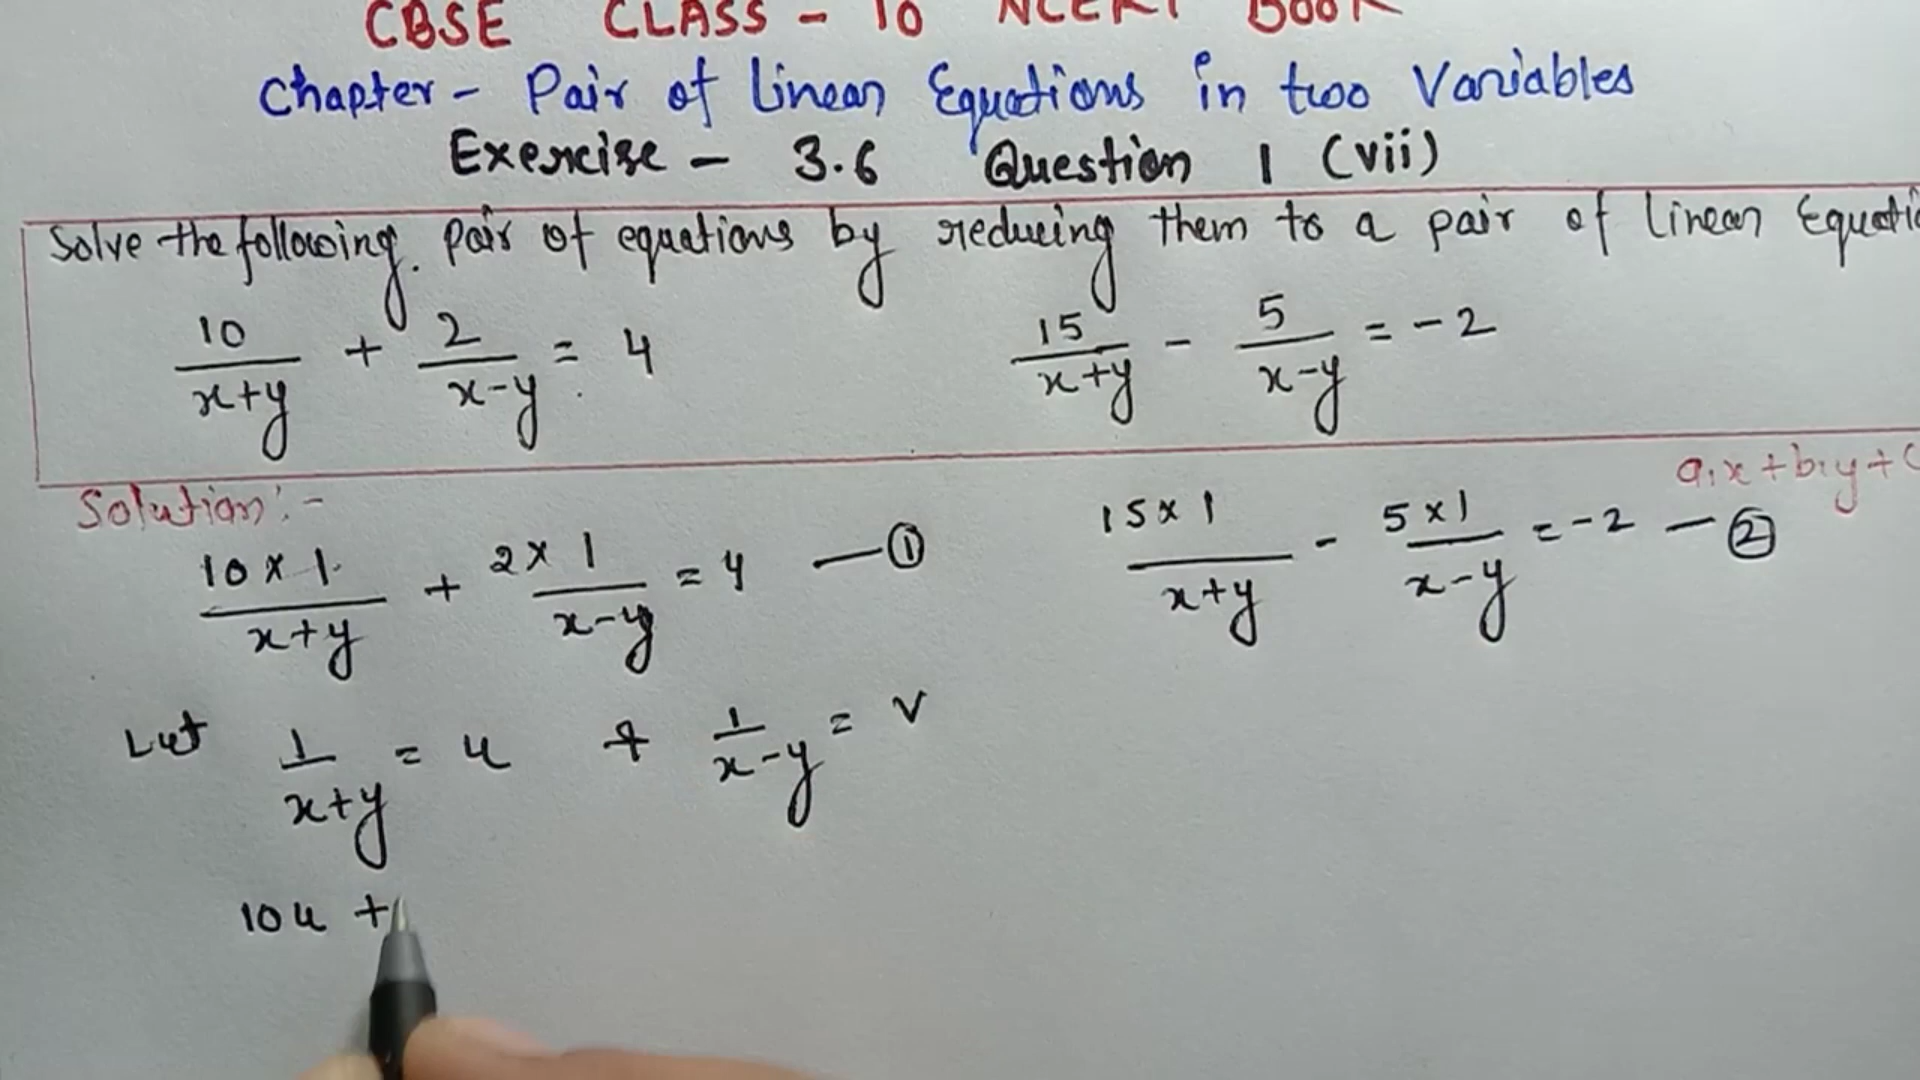 CBSE CLASS - 10 NCERT BOOK
Chapter - Pair of Linear Equations in two Variables
Exercise - 3.6 Question 1 (vii)
Solve the following pair of equations by reducing them to a pair of linear
10/(x+y) + 2/(x-y) = 4 15/(x+y) - 5/(x-y) = -2
a₁x + b₁y +
Solution :-
10 × 1/(x+y) + 2 × 1/(x-y) = 4 — ① 15 × 1/(x+y) - 5 × 1/(x-y) = -2 — ②
Let 1/(x+y) = u & 1/(x-y) = v
10u +